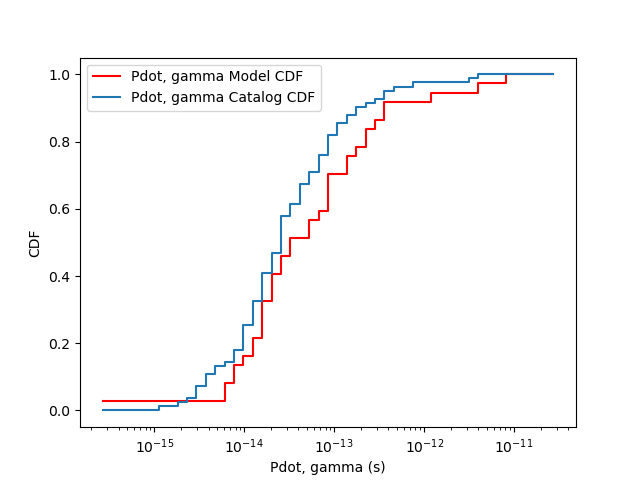 Pdot, gamma Model CDF
Pdot, gamma Catalog CDF
1.0
0.8
0.6
0.4
0.2
0.0
CDF
10⁻¹⁵ 10⁻¹⁴ 10⁻¹³ 10⁻¹² 10⁻¹¹
Pdot, gamma (s)